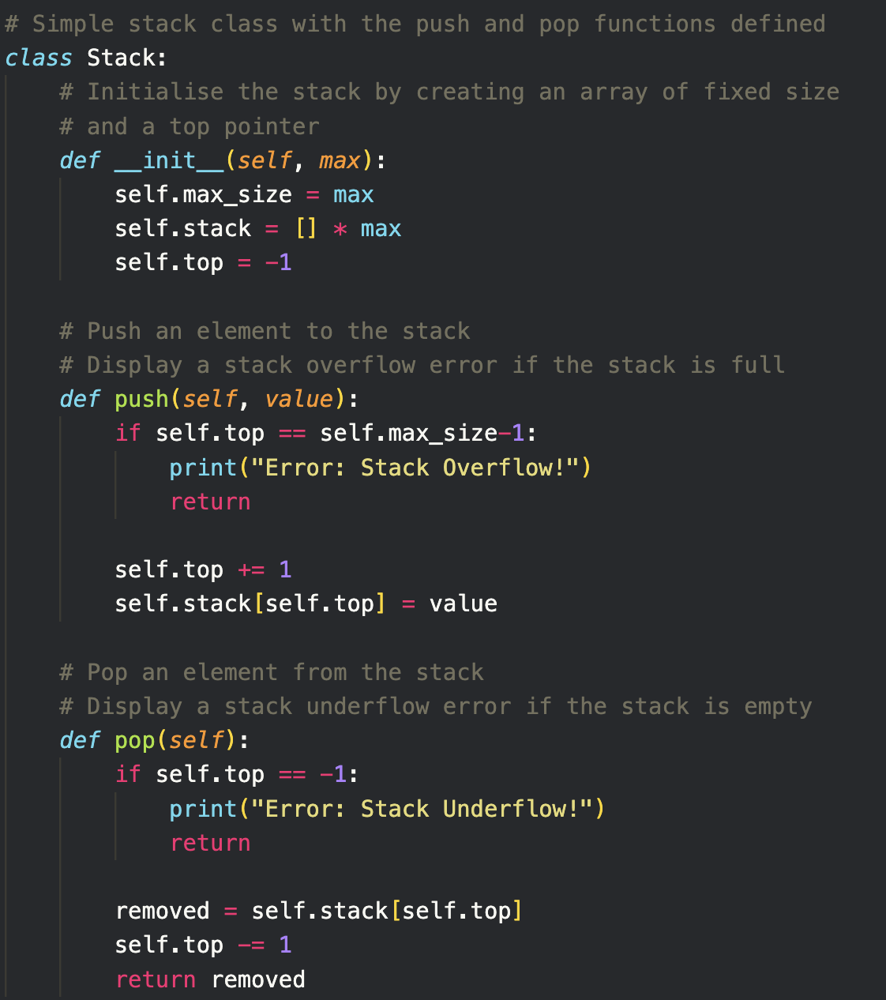 # Simple stack class with the push and pop functions defined
class Stack:
    # Initialise the stack by creating an array of fixed size
    # and a top pointer
    def __init__(self, max):
        self.max_size = max
        self.stack = [] * max
        self.top = -1

    # Push an element to the stack
    # Display a stack overflow error if the stack is full
    def push(self, value):
        if self.top == self.max_size-1:
            print("Error: Stack Overflow!")
            return

        self.top += 1
        self.stack[self.top] = value

    # Pop an element from the stack
    # Display a stack underflow error if the stack is empty
    def pop(self):
        if self.top == -1:
            print("Error: Stack Underflow!")
            return

        removed = self.stack[self.top]
        self.top -= 1
        return removed